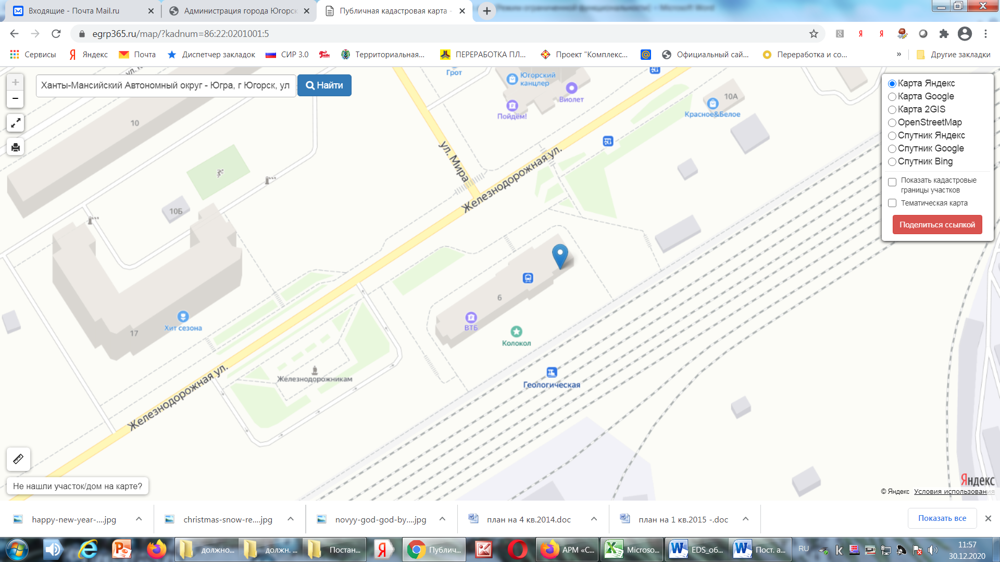 Входящие - Почта Mail.ru
Администрация города Югорск
Публичная кадастровая карта -
egrp365.ru/map/?kadnum=86:22:0201001:5
Сервисы
Яндекс
Почта
Диспетчер закладок
СИР 3.0
Территориальная...
ПЕРЕРАБОТКА ПЛ...
Проект "Комплекс...
Официальный сай...
Переработка и со...
»
Другие закладки
+
−
Ханты-Мансийский Автономный округ - Югра, г Югорск, ул
Найти
Карта Яндекс
Карта Google
Карта 2GIS
OpenStreetMap
Спутник Яндекс
Спутник Google
Спутник Bing
Показать кадастровые
границы участков
Тематическая карта
Поделиться ссылкой
Грот
Югорский
канцлер
Виолет
Пойдём!
10А
Красное&Белое
10
ул. Мира
Железнодорожная ул.
10Б
6
ВТБ
Колокол
Хит сезона
17
Железнодорожникам
Геологическая
Железнодорожная ул.
Не нашли участок/дом на карте?
Яндекс
© Яндекс Условия использования
happy-new-year-....jpg
christmas-snow-re....jpg
novyy-god-god-by....jpg
план на 4 кв.2014.doc
план на 1 кв.2015 -.doc
Показать все
должно...
должн. ...
Постан...
Публич...
АРМ «С...
Microso...
EDS_об...
Пост. а...
RU
11:57
30.12.2020